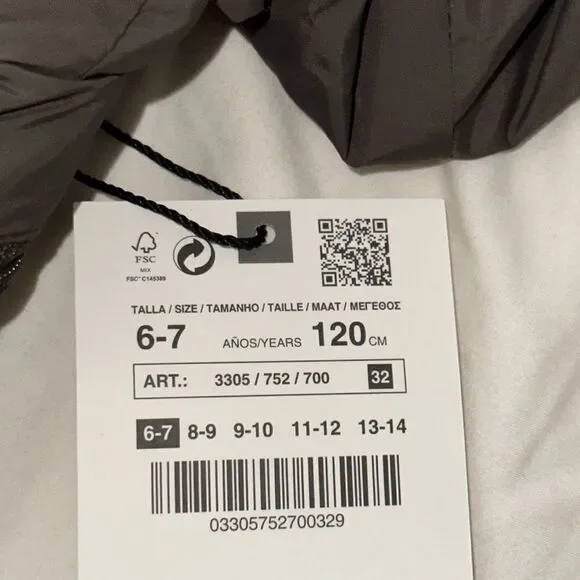 FSC
MIX
FSC® C145389
TALLA / SIZE / TAMANHO / TAILLE / MAAT / ΜΕΓΕΘΟΣ
6-7 AÑOS/YEARS 120 CM
ART.: 3305 / 752 / 700 32
6-7 8-9 9-10 11-12 13-14
03305752700329